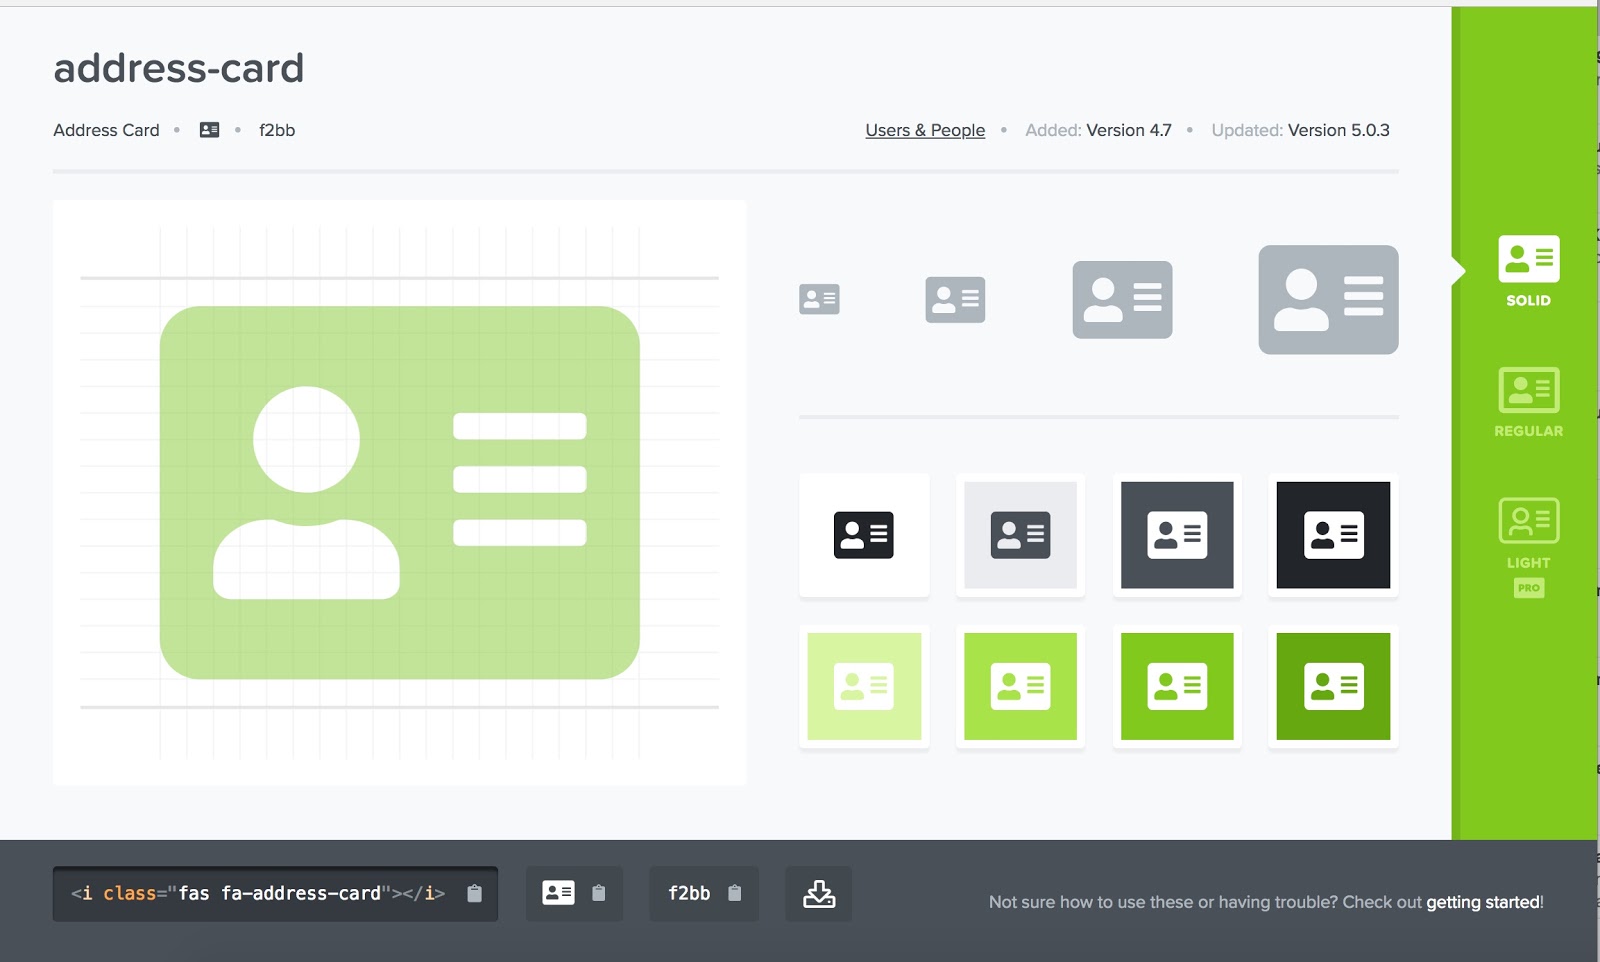 address-card
Address Card • • f2bb
Users & People • Added: Version 4.7 • Updated: Version 5.0.3
SOLID
REGULAR
LIGHT
PRO
<i class="fas fa-address-card"></i>
f2bb
Not sure how to use these or having trouble? Check out getting started!